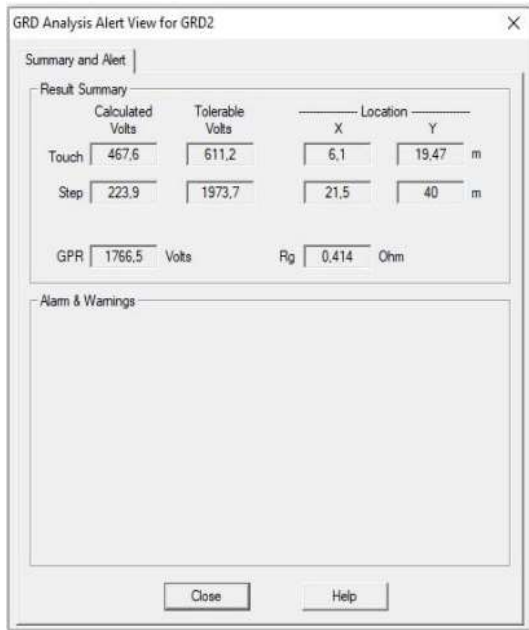 GRD Analysis Alert View for GRD2
Summary and Alert
Result Summary
Calculated Tolerable Location
Volts Volts X Y
Touch 467,6 611,2 6,1 19,47 m
Step 223,9 1973,7 21,5 40 m
GPR 1766,5 Volts Rg 0,414 Ohm
Alarm & Warnings
Close Help